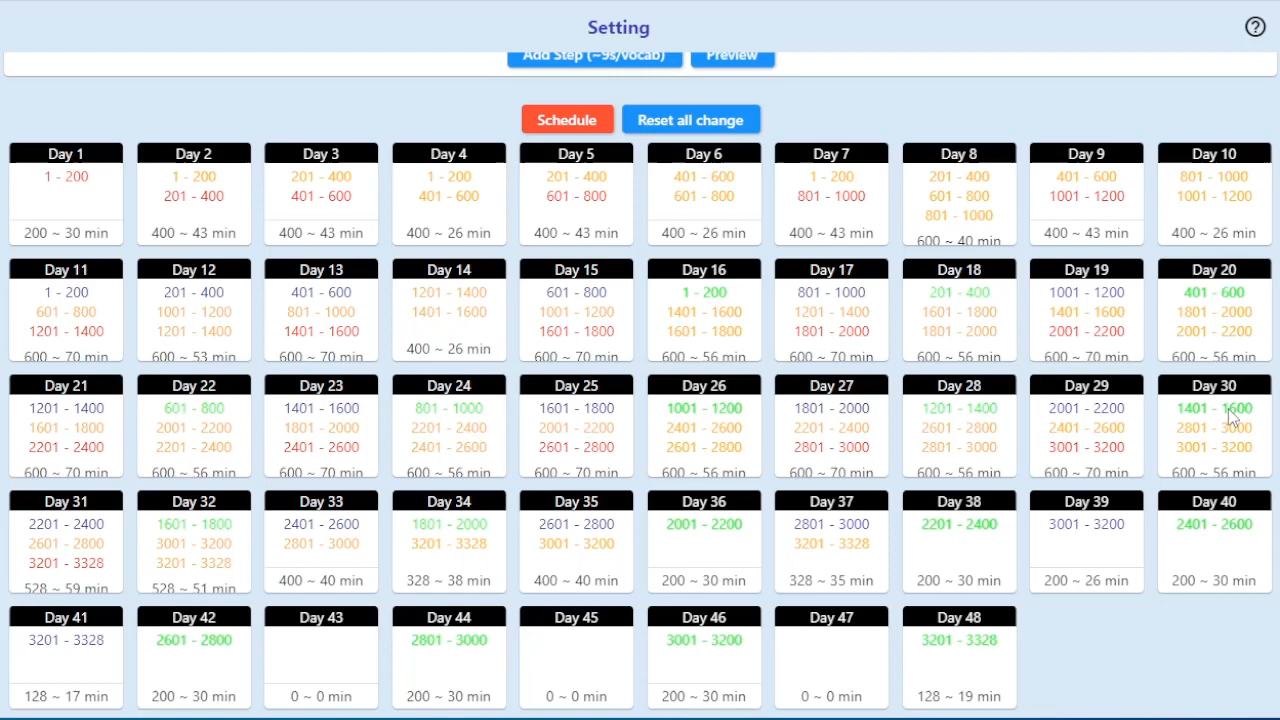 Setting
Add Step (~9s/vocab) Preview
Schedule Reset all change
Day 1 Day 2 Day 3 Day 4 Day 5 Day 6 Day 7 Day 8 Day 9 Day 10
1 - 200 1 - 200 201 - 400 1 - 200 201 - 400 401 - 600 1 - 200 201 - 400 401 - 600 801 - 1000
201 - 400 401 - 600 401 - 600 601 - 800 601 - 800 801 - 1000 601 - 800 1001 - 1200 1001 - 1200
801 - 1000
200 ~ 30 min 400 ~ 43 min 400 ~ 43 min 400 ~ 26 min 400 ~ 43 min 400 ~ 26 min 400 ~ 43 min 600 ~ 40 min 400 ~ 43 min 400 ~ 26 min
Day 11 Day 12 Day 13 Day 14 Day 15 Day 16 Day 17 Day 18 Day 19 Day 20
1 - 200 201 - 400 401 - 600 1201 - 1400 601 - 800 1 - 200 801 - 1000 201 - 400 1001 - 1200 401 - 600
601 - 800 1001 - 1200 801 - 1000 1401 - 1600 1001 - 1200 1401 - 1600 1201 - 1400 1601 - 1800 1401 - 1600 1801 - 2000
1201 - 1400 1201 - 1400 1401 - 1600 1601 - 1800 1601 - 1800 1801 - 2000 1801 - 2000 2001 - 2200 2001 - 2200
600 ~ 70 min 600 ~ 53 min 600 ~ 70 min 400 ~ 26 min 600 ~ 70 min 600 ~ 56 min 600 ~ 70 min 600 ~ 56 min 600 ~ 70 min 600 ~ 56 min
Day 21 Day 22 Day 23 Day 24 Day 25 Day 26 Day 27 Day 28 Day 29 Day 30
1201 - 1400 601 - 800 1401 - 1600 801 - 1000 1601 - 1800 1001 - 1200 1801 - 2000 1201 - 1400 2001 - 2200 1401 - 1600
1601 - 1800 2001 - 2200 1801 - 2000 2201 - 2400 2001 - 2200 2401 - 2600 2201 - 2400 2601 - 2800 2401 - 2600 2801 - 3000
2201 - 2400 2201 - 2400 2401 - 2600 2401 - 2600 2601 - 2800 2601 - 2800 2801 - 3000 2801 - 3000 3001 - 3200 3001 - 3200
600 ~ 70 min 600 ~ 56 min 600 ~ 70 min 600 ~ 56 min 600 ~ 70 min 600 ~ 56 min 600 ~ 70 min 600 ~ 56 min 600 ~ 70 min 600 ~ 56 min
Day 31 Day 32 Day 33 Day 34 Day 35 Day 36 Day 37 Day 38 Day 39 Day 40
2201 - 2400 1601 - 1800 2401 - 2600 1801 - 2000 2601 - 2800 2001 - 2200 2801 - 3000 2201 - 2400 3001 - 3200 2401 - 2600
2601 - 2800 3001 - 3200 2801 - 3000 3201 - 3328 3001 - 3200 3201 - 3328
3201 - 3328 3201 - 3328
528 ~ 59 min 528 ~ 51 min 400 ~ 40 min 328 ~ 38 min 400 ~ 40 min 200 ~ 30 min 328 ~ 35 min 200 ~ 30 min 200 ~ 26 min 200 ~ 30 min
Day 41 Day 42 Day 43 Day 44 Day 45 Day 46 Day 47 Day 48
3201 - 3328 2601 - 2800 2801 - 3000 3001 - 3200 3201 - 3328
128 ~ 17 min 200 ~ 30 min 0 ~ 0 min 200 ~ 30 min 0 ~ 0 min 200 ~ 30 min 0 ~ 0 min 128 ~ 19 min